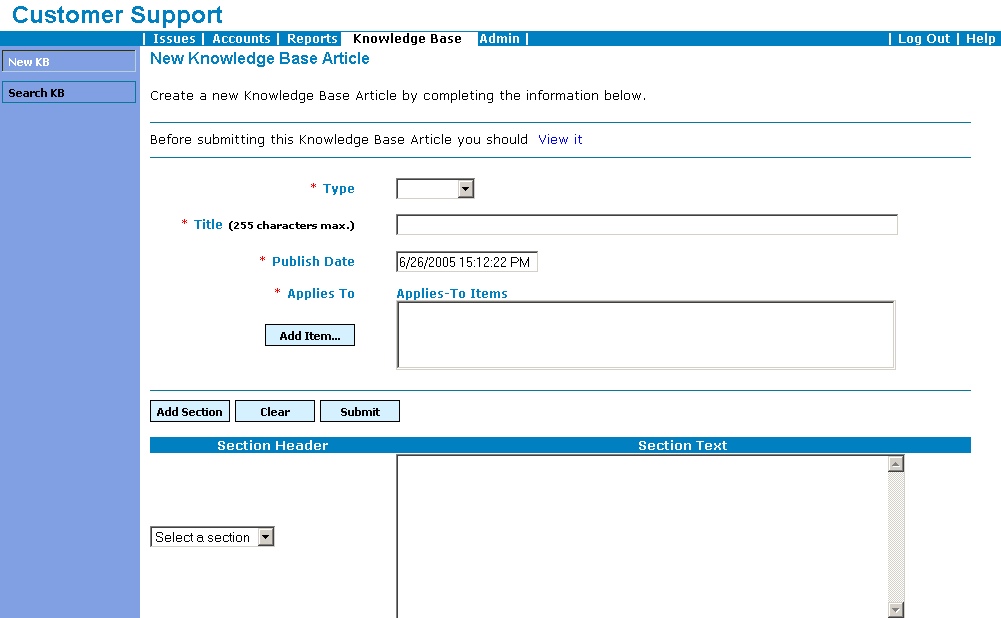 Customer Support
| Issues | Accounts | Reports Knowledge Base Admin | | Log Out | Help
New KB
Search KB
New Knowledge Base Article
Create a new Knowledge Base Article by completing the information below.
Before submitting this Knowledge Base Article you should View it
* Type
* Title (255 characters max.)
* Publish Date 6/26/2005 15:12:22 PM
* Applies To Applies-To Items
Add Item...
Add Section Clear Submit
Section Header Section Text
Select a section